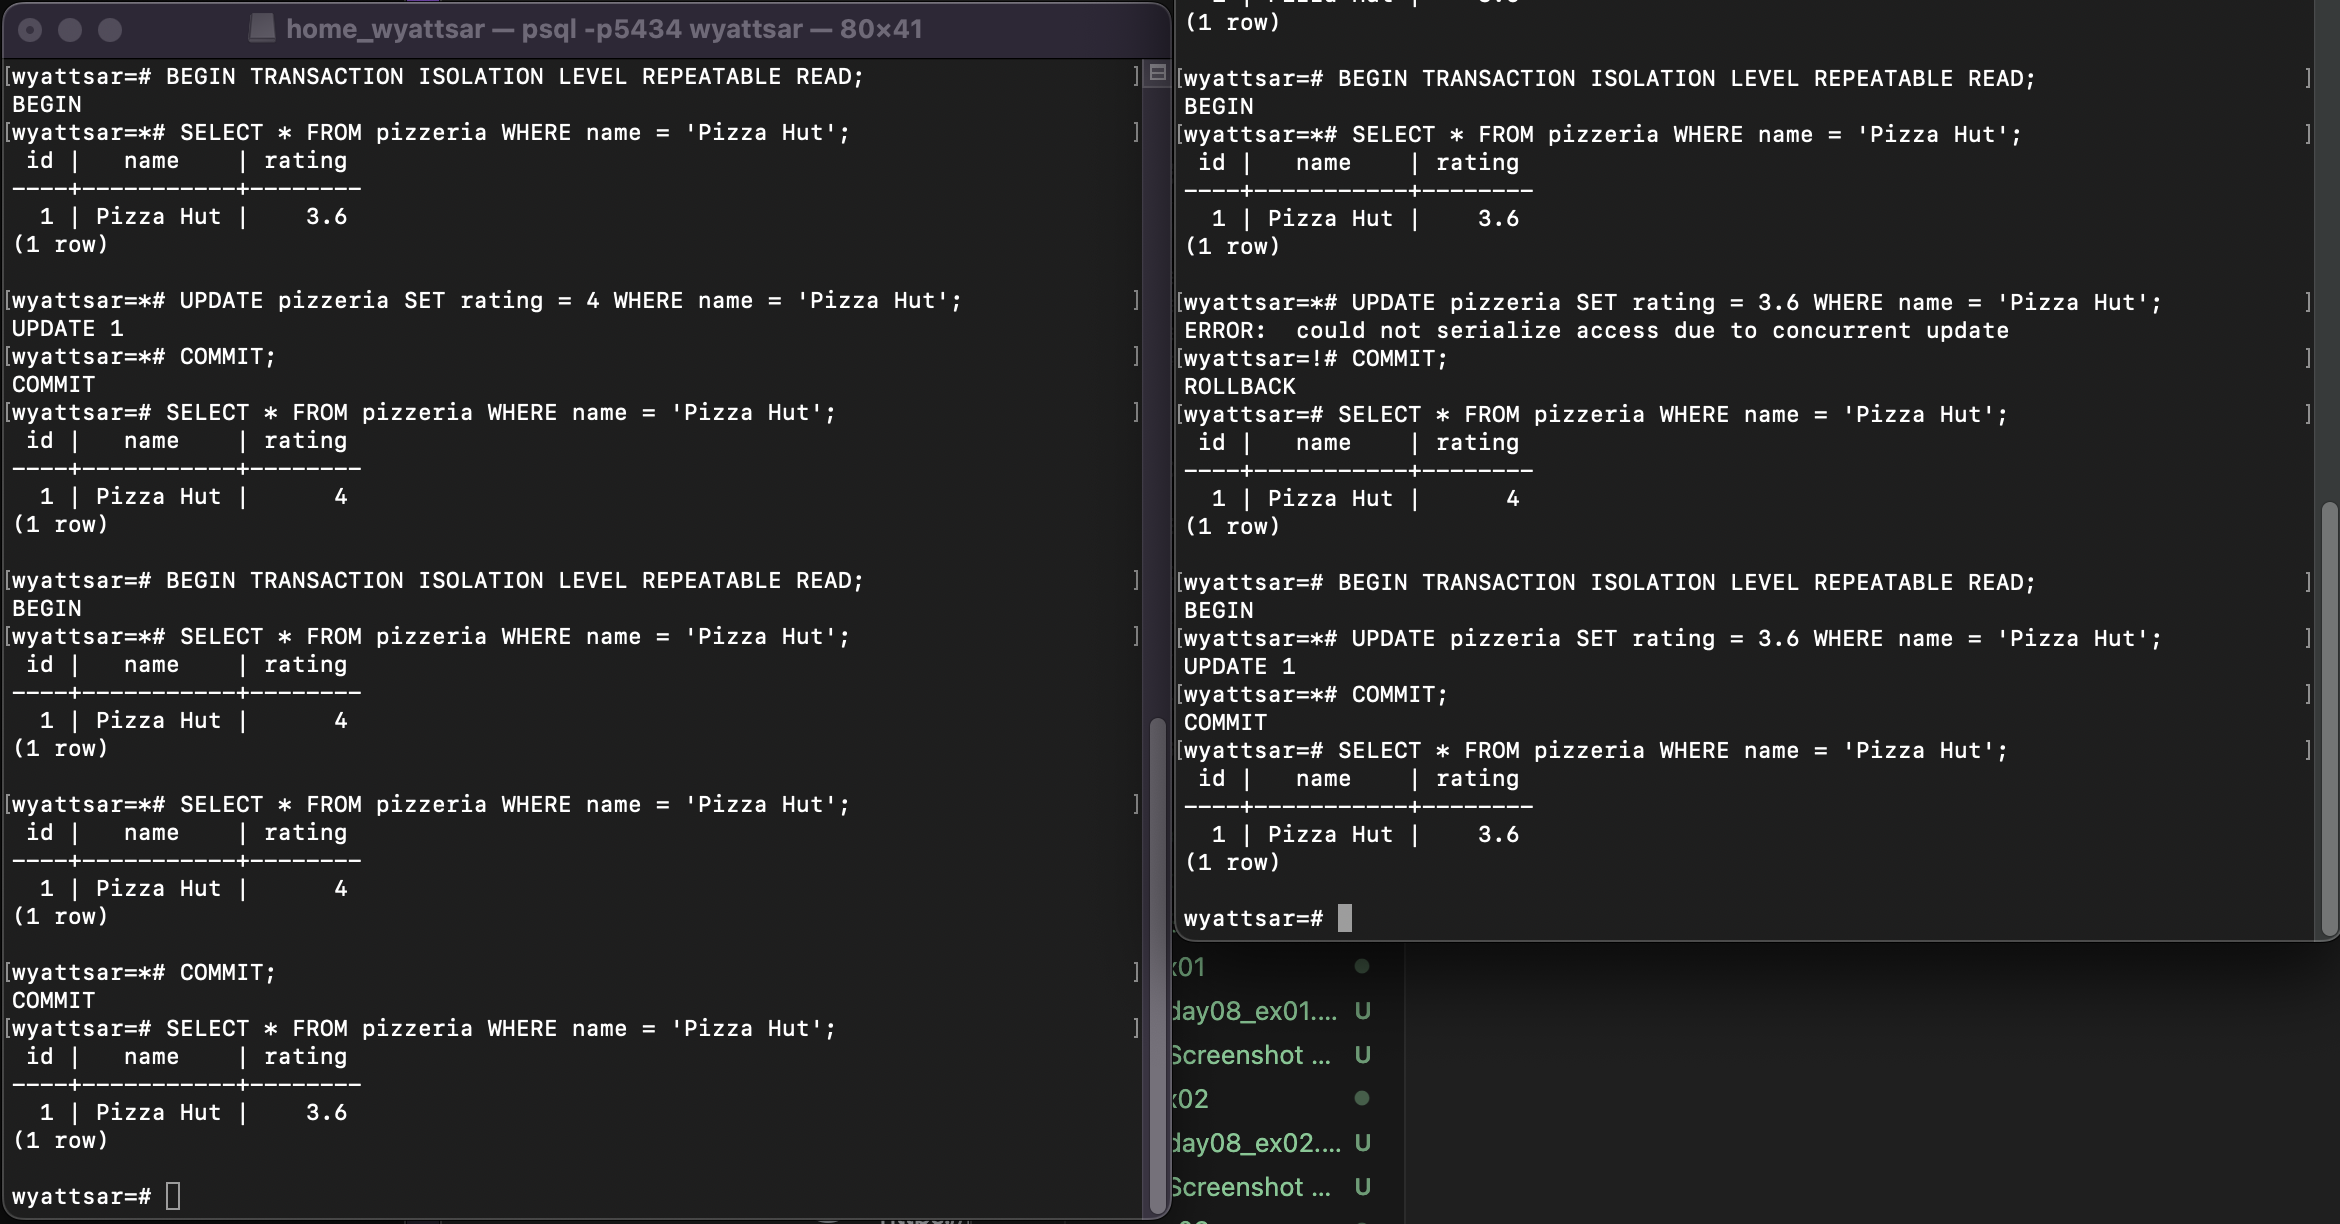 home_wyattsar — psql -p5434 wyattsar — 80×41
[wyattsar=# BEGIN TRANSACTION ISOLATION LEVEL REPEATABLE READ; ]
BEGIN
[wyattsar=*# SELECT * FROM pizzeria WHERE name = 'Pizza Hut'; ]
 id |   name    | rating
----+-----------+--------
  1 | Pizza Hut |    3.6
(1 row)
[wyattsar=*# UPDATE pizzeria SET rating = 4 WHERE name = 'Pizza Hut'; ]
UPDATE 1
[wyattsar=*# COMMIT; ]
COMMIT
[wyattsar=# SELECT * FROM pizzeria WHERE name = 'Pizza Hut'; ]
 id |   name    | rating
----+-----------+--------
  1 | Pizza Hut |      4
(1 row)
[wyattsar=# BEGIN TRANSACTION ISOLATION LEVEL REPEATABLE READ; ]
BEGIN
[wyattsar=*# SELECT * FROM pizzeria WHERE name = 'Pizza Hut'; ]
 id |   name    | rating
----+-----------+--------
  1 | Pizza Hut |      4
(1 row)
[wyattsar=*# SELECT * FROM pizzeria WHERE name = 'Pizza Hut'; ]
 id |   name    | rating
----+-----------+--------
  1 | Pizza Hut |      4
(1 row)
[wyattsar=*# COMMIT; ]
COMMIT
[wyattsar=# SELECT * FROM pizzeria WHERE name = 'Pizza Hut'; ]
 id |   name    | rating
----+-----------+--------
  1 | Pizza Hut |    3.6
(1 row)
wyattsar=#
(1 row)
[wyattsar=# BEGIN TRANSACTION ISOLATION LEVEL REPEATABLE READ; ]
BEGIN
[wyattsar=*# SELECT * FROM pizzeria WHERE name = 'Pizza Hut'; ]
 id |   name    | rating
----+-----------+--------
  1 | Pizza Hut |    3.6
(1 row)
[wyattsar=*# UPDATE pizzeria SET rating = 3.6 WHERE name = 'Pizza Hut'; ]
ERROR:  could not serialize access due to concurrent update
[wyattsar=!# COMMIT; ]
ROLLBACK
[wyattsar=# SELECT * FROM pizzeria WHERE name = 'Pizza Hut'; ]
 id |   name    | rating
----+-----------+--------
  1 | Pizza Hut |      4
(1 row)
[wyattsar=# BEGIN TRANSACTION ISOLATION LEVEL REPEATABLE READ; ]
BEGIN
[wyattsar=*# UPDATE pizzeria SET rating = 3.6 WHERE name = 'Pizza Hut'; ]
UPDATE 1
[wyattsar=*# COMMIT; ]
COMMIT
[wyattsar=# SELECT * FROM pizzeria WHERE name = 'Pizza Hut'; ]
 id |   name    | rating
----+-----------+--------
  1 | Pizza Hut |    3.6
(1 row)
wyattsar=#
x01
day08_ex01.... U
Screenshot ... U
x02
day08_ex02.... U
Screenshot ... U